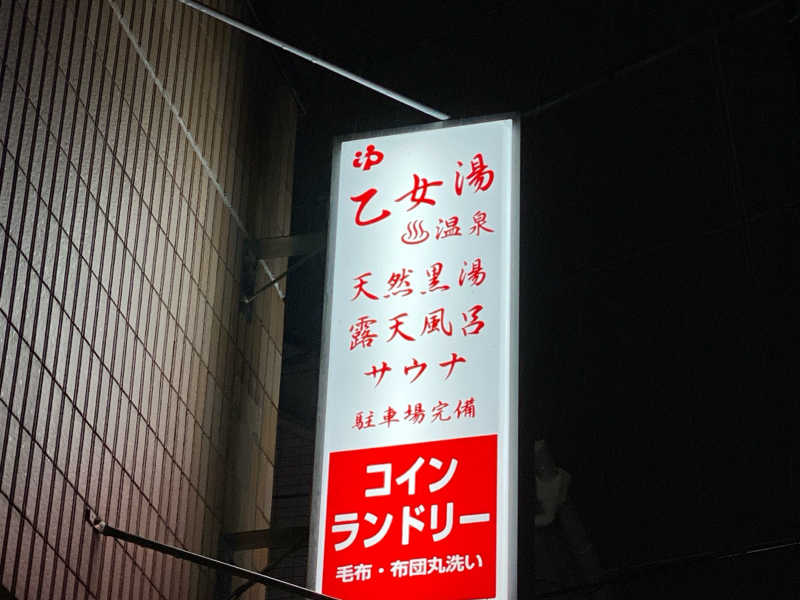 ゆ
乙女湯
♨温泉
天然黒湯
露天風呂
サウナ
駐車場完備
コイン
ランドリー
毛布・布団丸洗い